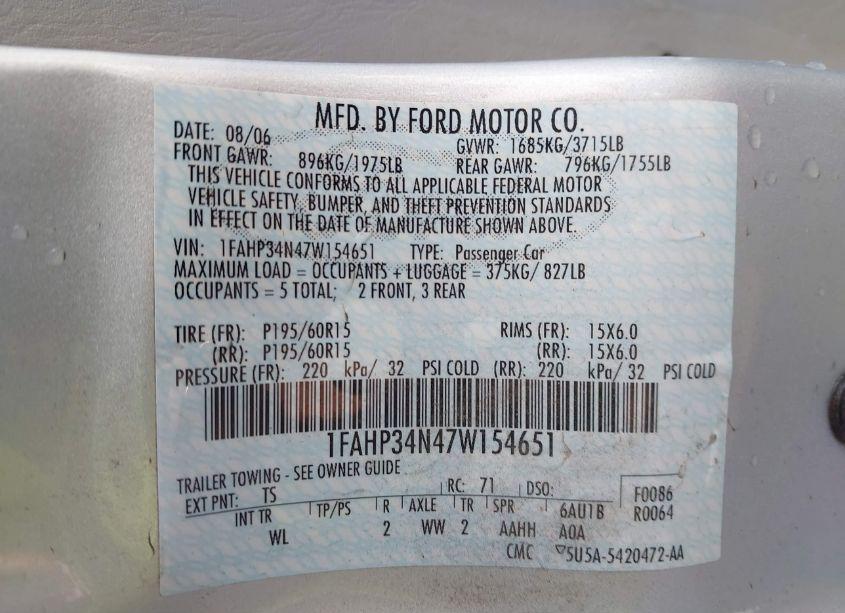 MFD. BY FORD MOTOR CO.
DATE: 08/06 GVWR: 1685KG/3715LB
FRONT GAWR: 896KG/1975LB REAR GAWR: 796KG/1755LB
THIS VEHICLE CONFORMS TO ALL APPLICABLE FEDERAL MOTOR
VEHICLE SAFETY, BUMPER, AND THEFT PREVENTION STANDARDS
IN EFFECT ON THE DATE OF MANUFACTURE SHOWN ABOVE.
VIN: 1FAHP34N47W154651 TYPE: Passenger Car
MAXIMUM LOAD = OCCUPANTS + LUGGAGE = 375KG/ 827LB
OCCUPANTS = 5 TOTAL; 2 FRONT, 3 REAR
TIRE (FR): P195/60R15 RIMS (FR): 15X6.0
(RR): P195/60R15 (RR): 15X6.0
PRESSURE (FR): 220 kPa/ 32 PSI COLD (RR): 220 kPa/ 32 PSI COLD
1FAHP34N47W154651
TRAILER TOWING - SEE OWNER GUIDE
EXT PNT: TS RC: 71 DSO: F0086
INT TR TP/PS R AXLE TR SPR 6AU1B R0064
WL 2 WW 2 AAHH A0A
CMC ▽5U5A-5420472-AA